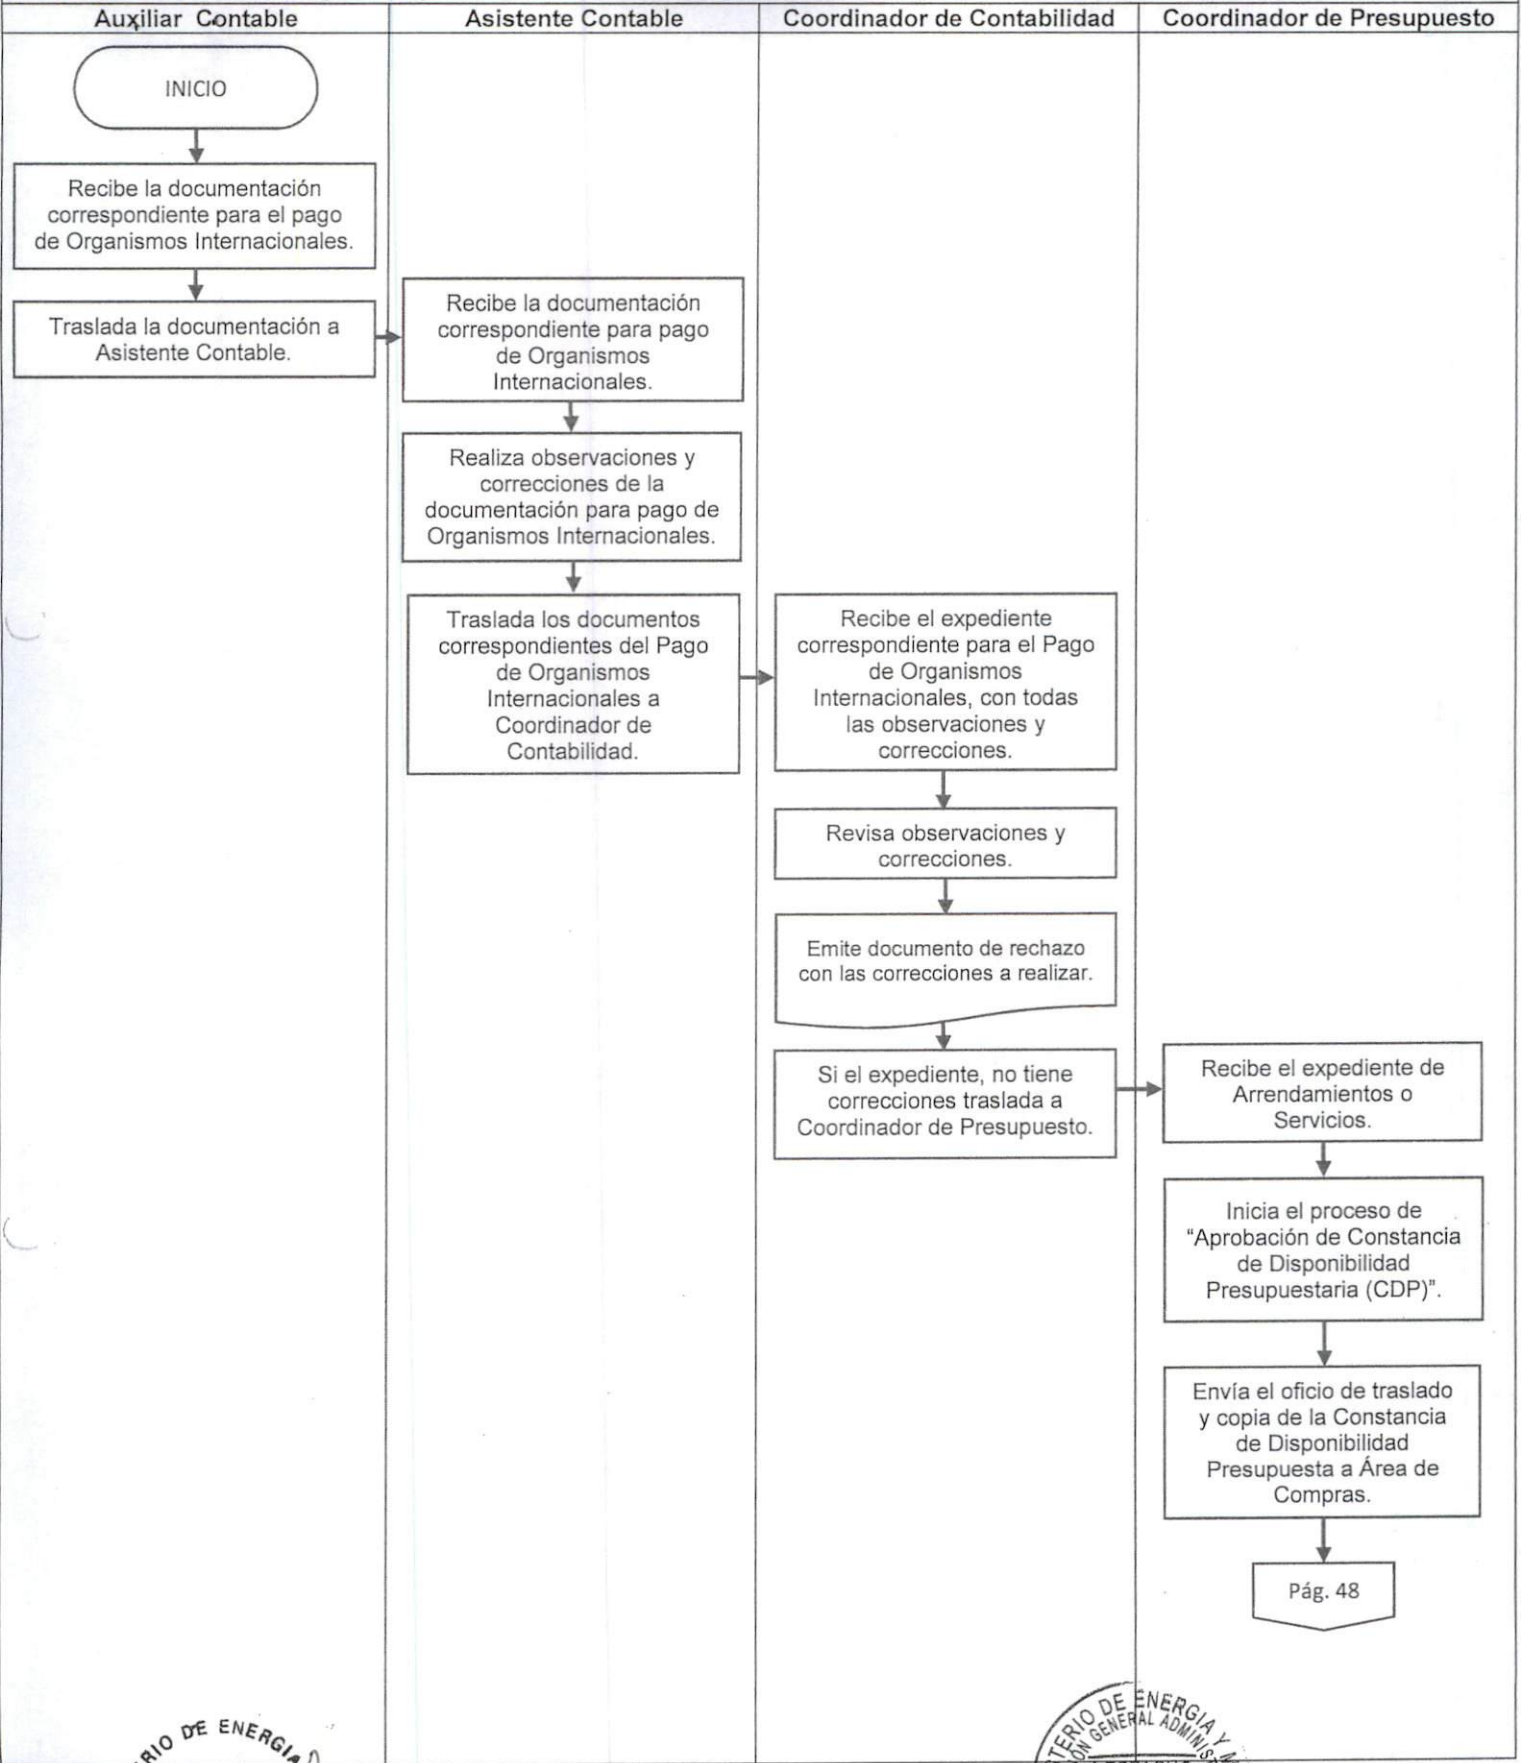 Auxiliar Contable
Asistente Contable
Coordinador de Contabilidad
Coordinador de Presupuesto
INICIO
Recibe la documentación
correspondiente para el pago
de Organismos Internacionales.
Traslada la documentación a
Asistente Contable.
Recibe la documentación
correspondiente para pago
de Organismos
Internacionales.
Realiza observaciones y
correcciones de la
documentación para pago de
Organismos Internacionales.
Traslada los documentos
correspondientes del Pago
de Organismos
Internacionales a
Coordinador de
Contabilidad.
Recibe el expediente
correspondiente para el Pago
de Organismos
Internacionales, con todas
las observaciones y
correcciones.
Revisa observaciones y
correcciones.
Emite documento de rechazo
con las correcciones a realizar.
Si el expediente, no tiene
correcciones traslada a
Coordinador de Presupuesto.
Recibe el expediente de
Arrendamientos o
Servicios.
Inicia el proceso de
“Aprobación de Constancia
de Disponibilidad
Presupuestaria (CDP)”.
Envía el oficio de traslado
y copia de la Constancia
de Disponibilidad
Presupuesta a Área de
Compras.
Pág. 48
DE ENERGIA
DE ENERGIA Y
GENERAL